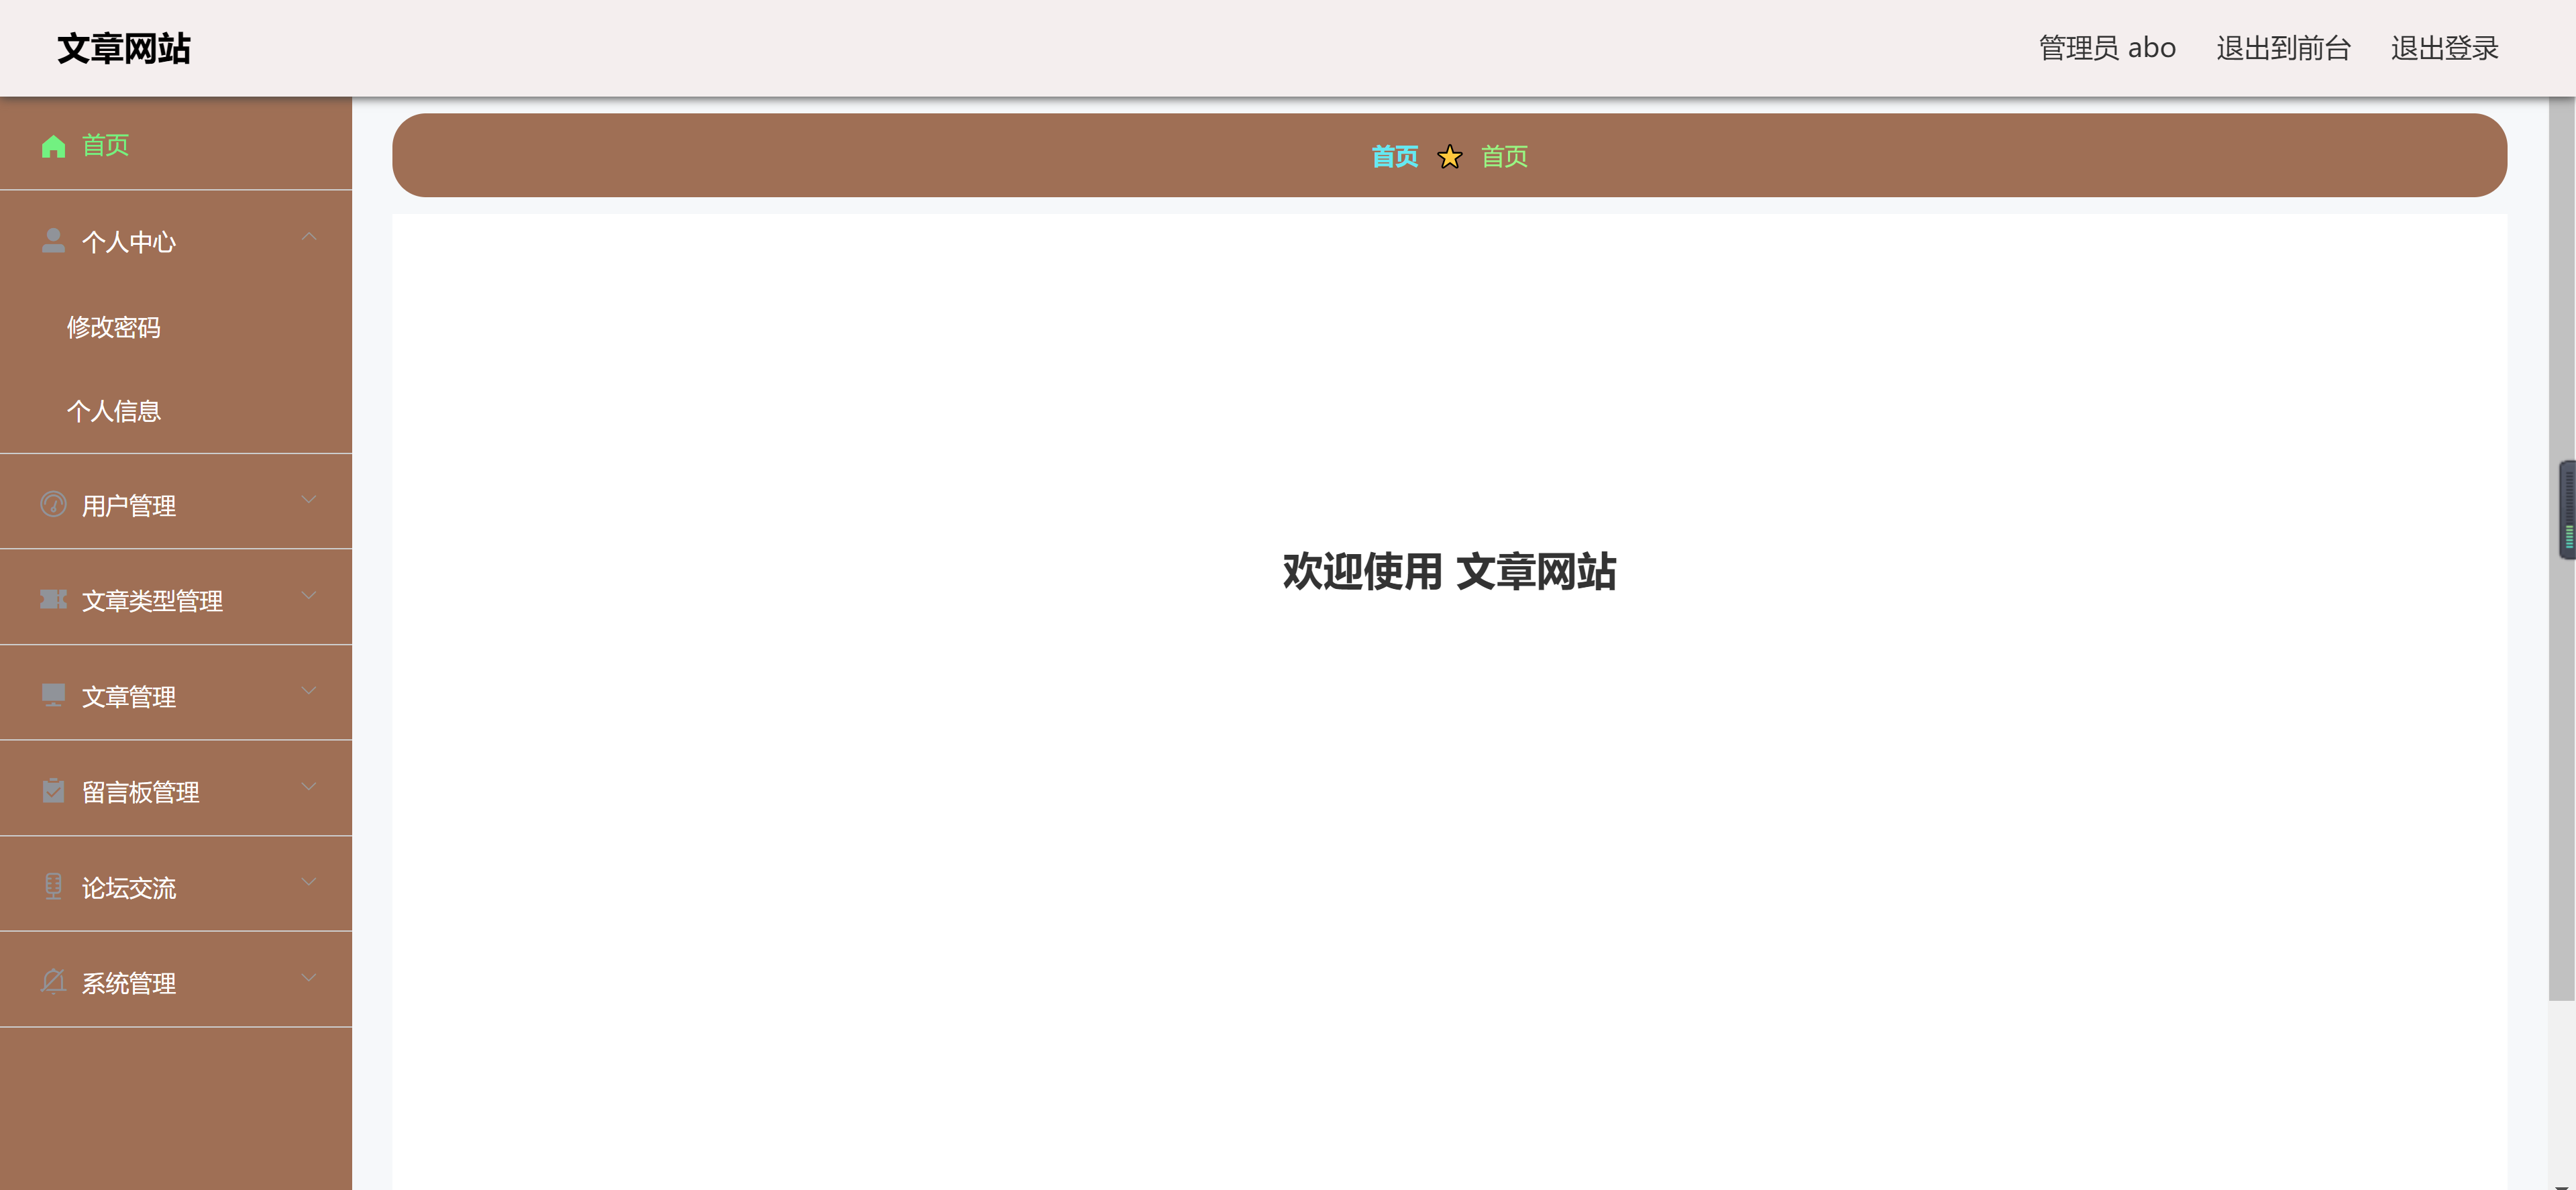 文章网站
管理员 abo 退出到前台 退出登录
首页
个人中心
修改密码
个人信息
用户管理
文章类型管理
文章管理
留言板管理
论坛交流
系统管理
首页 首页
欢迎使用 文章网站